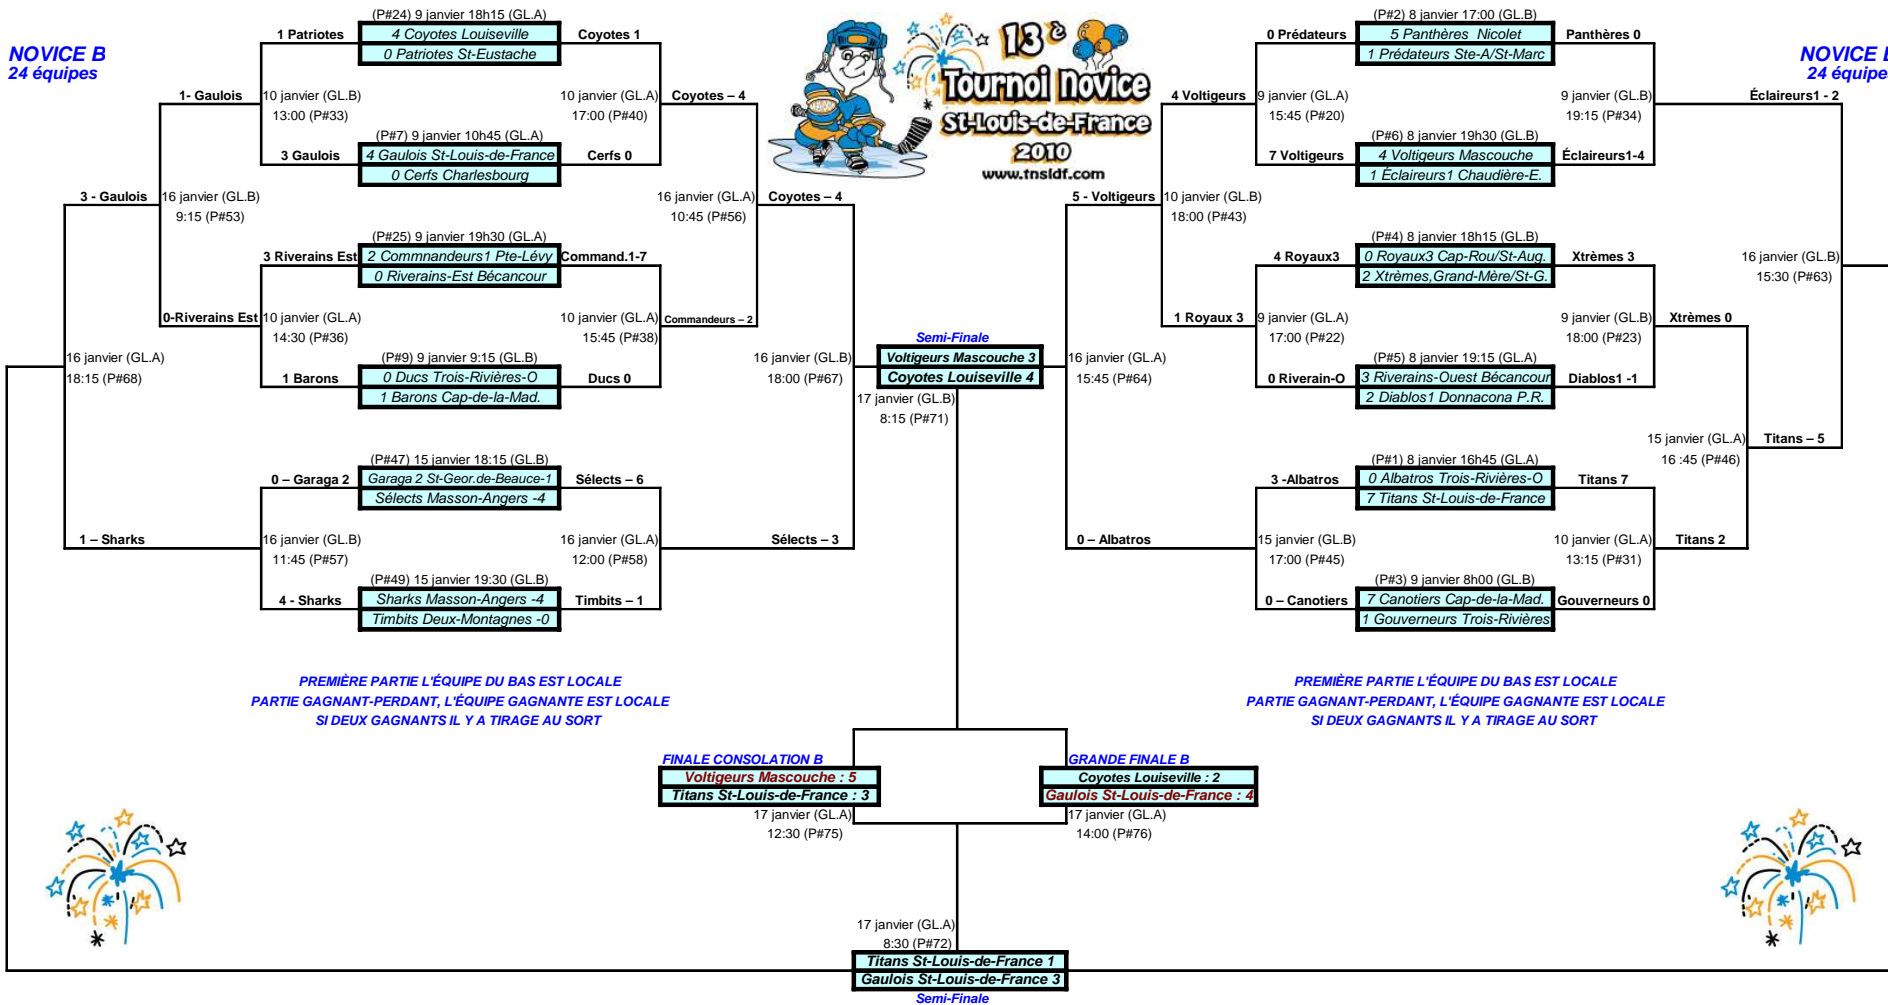 NOVICE B
24 équipes
13è
Tournoi Novice
St-Louis-de-France
2010
www.tnsldf.com
NOVICE B
24 équipes
(P#24) 9 janvier 18h15 (GL.A)
1 Patriotes
4 Coyotes Louiseville
Coyotes 1
0 Patriotes St-Eustache
1- Gaulois
10 janvier (GL.B)
13:00 (P#33)
10 janvier (GL.A)
17:00 (P#40)
Coyotes – 4
(P#7) 9 janvier 10h45 (GL.A)
3 Gaulois
4 Gaulois St-Louis-de-France
Cerfs 0
0 Cerfs Charlesbourg
3 - Gaulois
16 janvier (GL.B)
9:15 (P#53)
16 janvier (GL.A)
10:45 (P#56)
Coyotes – 4
(P#25) 9 janvier 19h30 (GL.A)
3 Riverains Est
2 Commnandeurs1 Pte-Lévy
Command.1-7
0 Riverains-Est Bécancour
0-Riverains Est
10 janvier (GL.A)
14:30 (P#36)
10 janvier (GL.A)
15:45 (P#38)
Commandeurs – 2
(P#9) 9 janvier 9:15 (GL.B)
1 Barons
0 Ducs Trois-Rivières-O
Ducs 0
1 Barons Cap-de-la-Mad.
16 janvier (GL.A)
18:15 (P#68)
16 janvier (GL.B)
18:00 (P#67)
(P#47) 15 janvier 18:15 (GL.B)
0 – Garaga 2
Garaga 2 St-Geor.de-Beauce-1
Sélects – 6
Sélects Masson-Angers -4
1 – Sharks
16 janvier (GL.B)
11:45 (P#57)
16 janvier (GL.A)
12:00 (P#58)
Sélects – 3
(P#49) 15 janvier 19:30 (GL.B)
4 - Sharks
Sharks Masson-Angers -4
Timbits – 1
Timbits Deux-Montagnes -0
PREMIÈRE PARTIE L'ÉQUIPE DU BAS EST LOCALE
PARTIE GAGNANT-PERDANT, L'ÉQUIPE GAGNANTE EST LOCALE
SI DEUX GAGNANTS IL Y A TIRAGE AU SORT
Semi-Finale
Voltigeurs Mascouche 3
Coyotes Louiseville 4
17 janvier (GL.B)
8:15 (P#71)
(P#2) 8 janvier 17:00 (GL.B)
0 Prédateurs
5 Panthères Nicolet
Panthères 0
1 Prédateurs Ste-A/St-Marc
4 Voltigeurs
9 janvier (GL.A)
15:45 (P#20)
9 janvier (GL.B)
19:15 (P#34)
Éclaireurs1 - 2
(P#6) 8 janvier 19h30 (GL.B)
7 Voltigeurs
4 Voltigeurs Mascouche
Éclaireurs1-4
1 Éclaireurs1 Chaudière-E.
5 - Voltigeurs
10 janvier (GL.B)
18:00 (P#43)
(P#4) 8 janvier 18h15 (GL.B)
4 Royaux3
0 Royaux3 Cap-Rou/St-Aug.
Xtrèmes 3
2 Xtrèmes,Grand-Mère/St-G.
16 janvier (GL.B)
15:30 (P#63)
1 Royaux 3
9 janvier (GL.A)
17:00 (P#22)
9 janvier (GL.B)
18:00 (P#23)
Xtrèmes 0
(P#5) 8 janvier 19:15 (GL.A)
0 Riverain-O
3 Riverains-Ouest Bécancour
Diablos1 -1
2 Diablos1 Donnacona P.R.
16 janvier (GL.A)
15:45 (P#64)
15 janvier (GL.A)
16 :45 (P#46)
Titans – 5
(P#1) 8 janvier 16h45 (GL.A)
3 -Albatros
0 Albatros Trois-Rivières-O
Titans 7
7 Titans St-Louis-de-France
0 – Albatros
15 janvier (GL.B)
17:00 (P#45)
10 janvier (GL.A)
13:15 (P#31)
Titans 2
(P#3) 9 janvier 8h00 (GL.B)
0 – Canotiers
7 Canotiers Cap-de-la-Mad.
Gouverneurs 0
1 Gouverneurs Trois-Rivières
PREMIÈRE PARTIE L'ÉQUIPE DU BAS EST LOCALE
PARTIE GAGNANT-PERDANT, L'ÉQUIPE GAGNANTE EST LOCALE
SI DEUX GAGNANTS IL Y A TIRAGE AU SORT
FINALE CONSOLATION B
Voltigeurs Mascouche : 5
Titans St-Louis-de-France : 3
17 janvier (GL.A)
12:30 (P#75)
GRANDE FINALE B
Coyotes Louiseville : 2
Gaulois St-Louis-de-France : 4
17 janvier (GL.A)
14:00 (P#76)
17 janvier (GL.A)
8:30 (P#72)
Titans St-Louis-de-France 1
Gaulois St-Louis-de-France 3
Semi-Finale